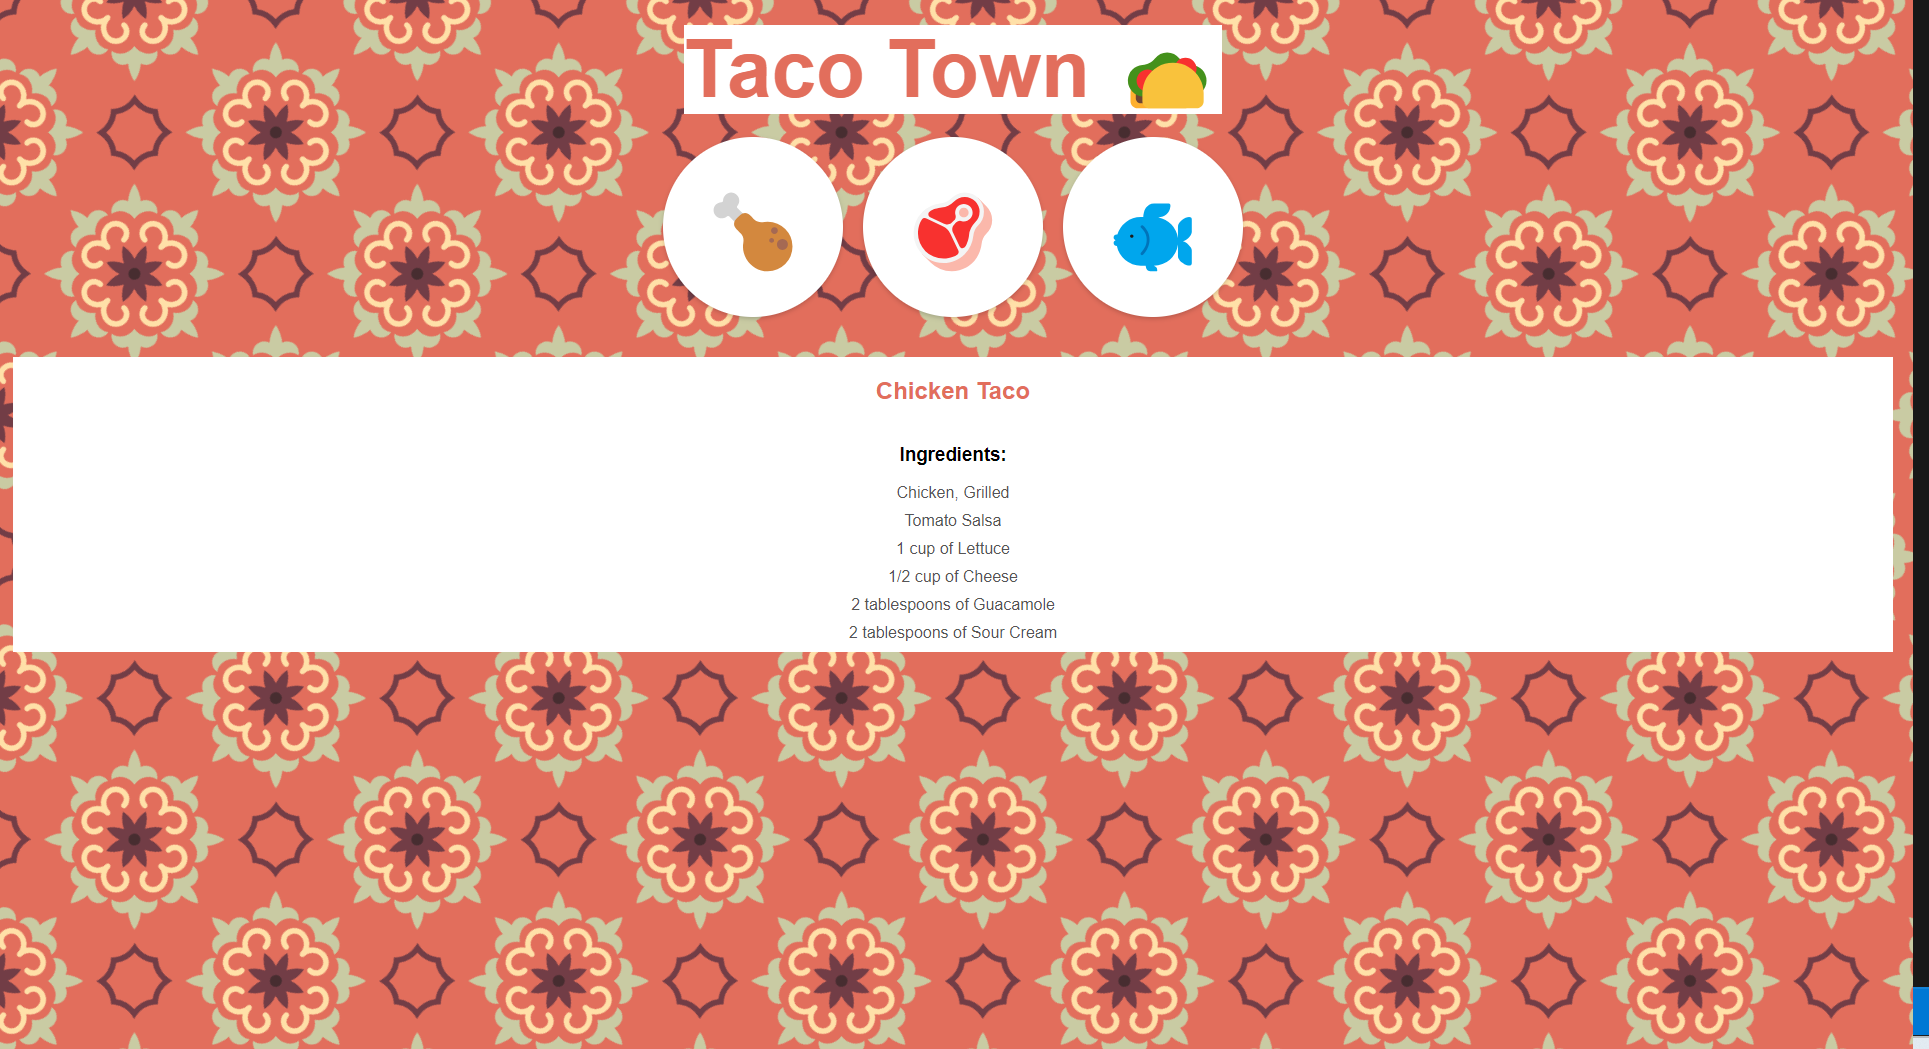 Taco Town
Chicken Taco
Ingredients:
Chicken, Grilled
Tomato Salsa
1 cup of Lettuce
1/2 cup of Cheese
2 tablespoons of Guacamole
2 tablespoons of Sour Cream